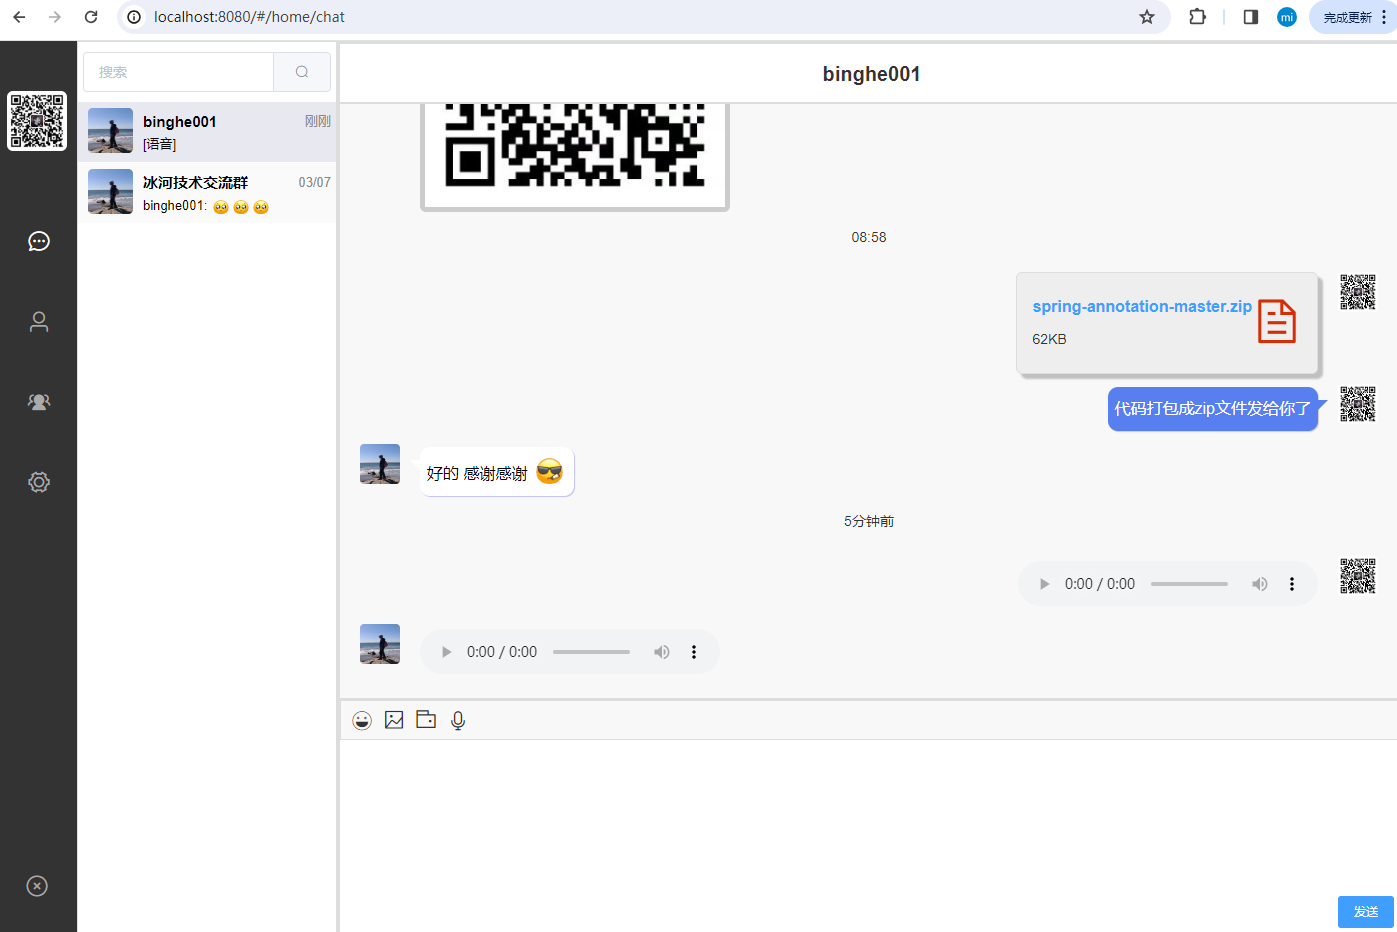 localhost:8080/#/home/chat
mi
完成更新
搜索
binghe001
刚刚
[语音]
冰河技术交流群
03/07
binghe001:
binghe001
08:58
spring-annotation-master.zip
62KB
代码打包成zip文件发给你了
好的 感谢感谢
5分钟前
0:00 / 0:00
0:00 / 0:00
发送